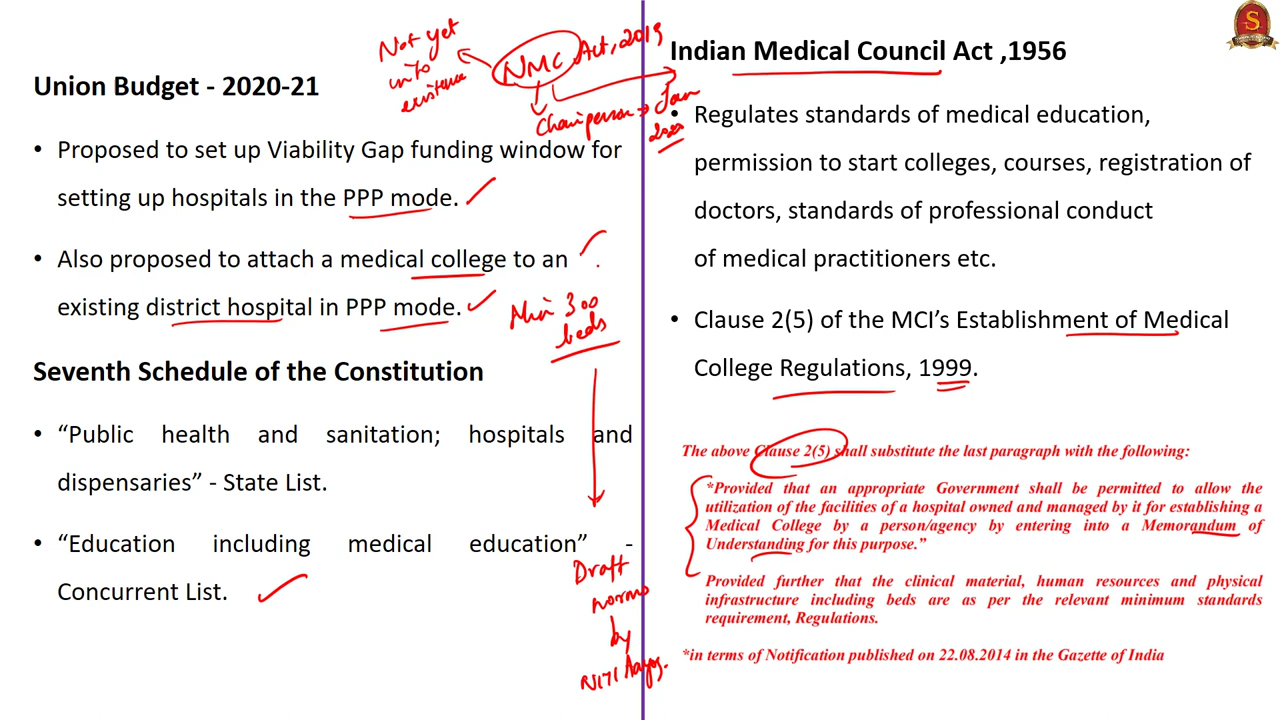 Union Budget - 2020-21
• Proposed to set up Viability Gap funding window for
setting up hospitals in the PPP mode.
• Also proposed to attach a medical college to an
existing district hospital in PPP mode.
Min 300
beds
Seventh Schedule of the Constitution
• “Public health and sanitation; hospitals and
dispensaries” - State List.
• “Education including medical education” -
Concurrent List.
Draft
norms
by
NITI Aayog.
Not yet
into
existence
NMC Act, 2019
Chairperson → Jan
2020
Indian Medical Council Act ,1956
• Regulates standards of medical education,
permission to start colleges, courses, registration of
doctors, standards of professional conduct
of medical practitioners etc.
• Clause 2(5) of the MCI’s Establishment of Medical
College Regulations, 1999.
The above Clause 2(5) shall substitute the last paragraph with the following:
“Provided that an appropriate Government shall be permitted to allow the
utilization of the facilities of a hospital owned and managed by it for establishing a
Medical College by a person/agency by entering into a Memorandum of
Understanding for this purpose.”
Provided further that the clinical material, human resources and physical
infrastructure including beds are as per the relevant minimum standards
requirement, Regulations.
*in terms of Notification published on 22.08.2014 in the Gazette of India
S